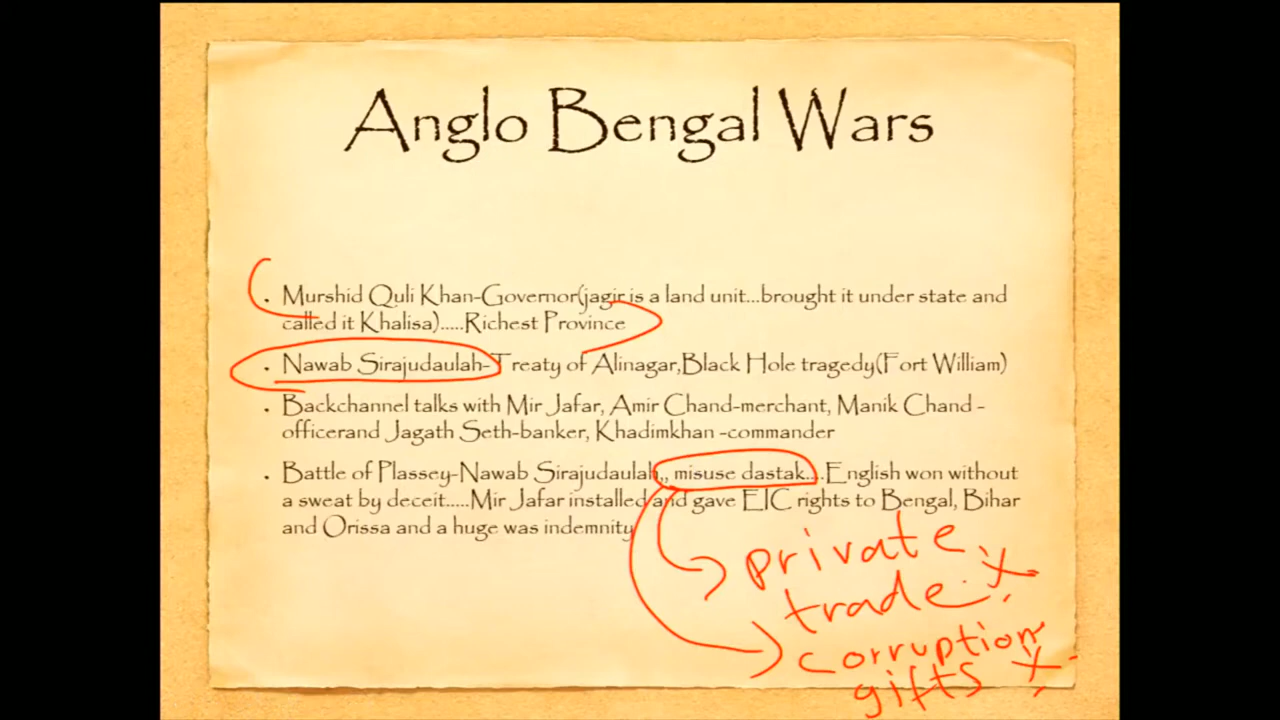 Anglo Bengal Wars
• Murshid Quli Khan-Governor(jagir is a land unit...brought it under state and
called it Khalisa).....Richest Province
• Nawab Sirajudaulah-Treaty of Alinagar,Black Hole tragedy(Fort William)
• Backchannel talks with Mir Jafar, Amir Chand-merchant, Manik Chand -
officerand Jagath Seth-banker, Khadimkhan -commander
• Battle of Plassey-Nawab Sirajudaulah,, misuse dastak....English won without
a sweat by deceit.....Mir Jafar installed and gave EIC rights to Bengal, Bihar
and Orissa and a huge was indemnity
private
trade. x
corruption
gifts x